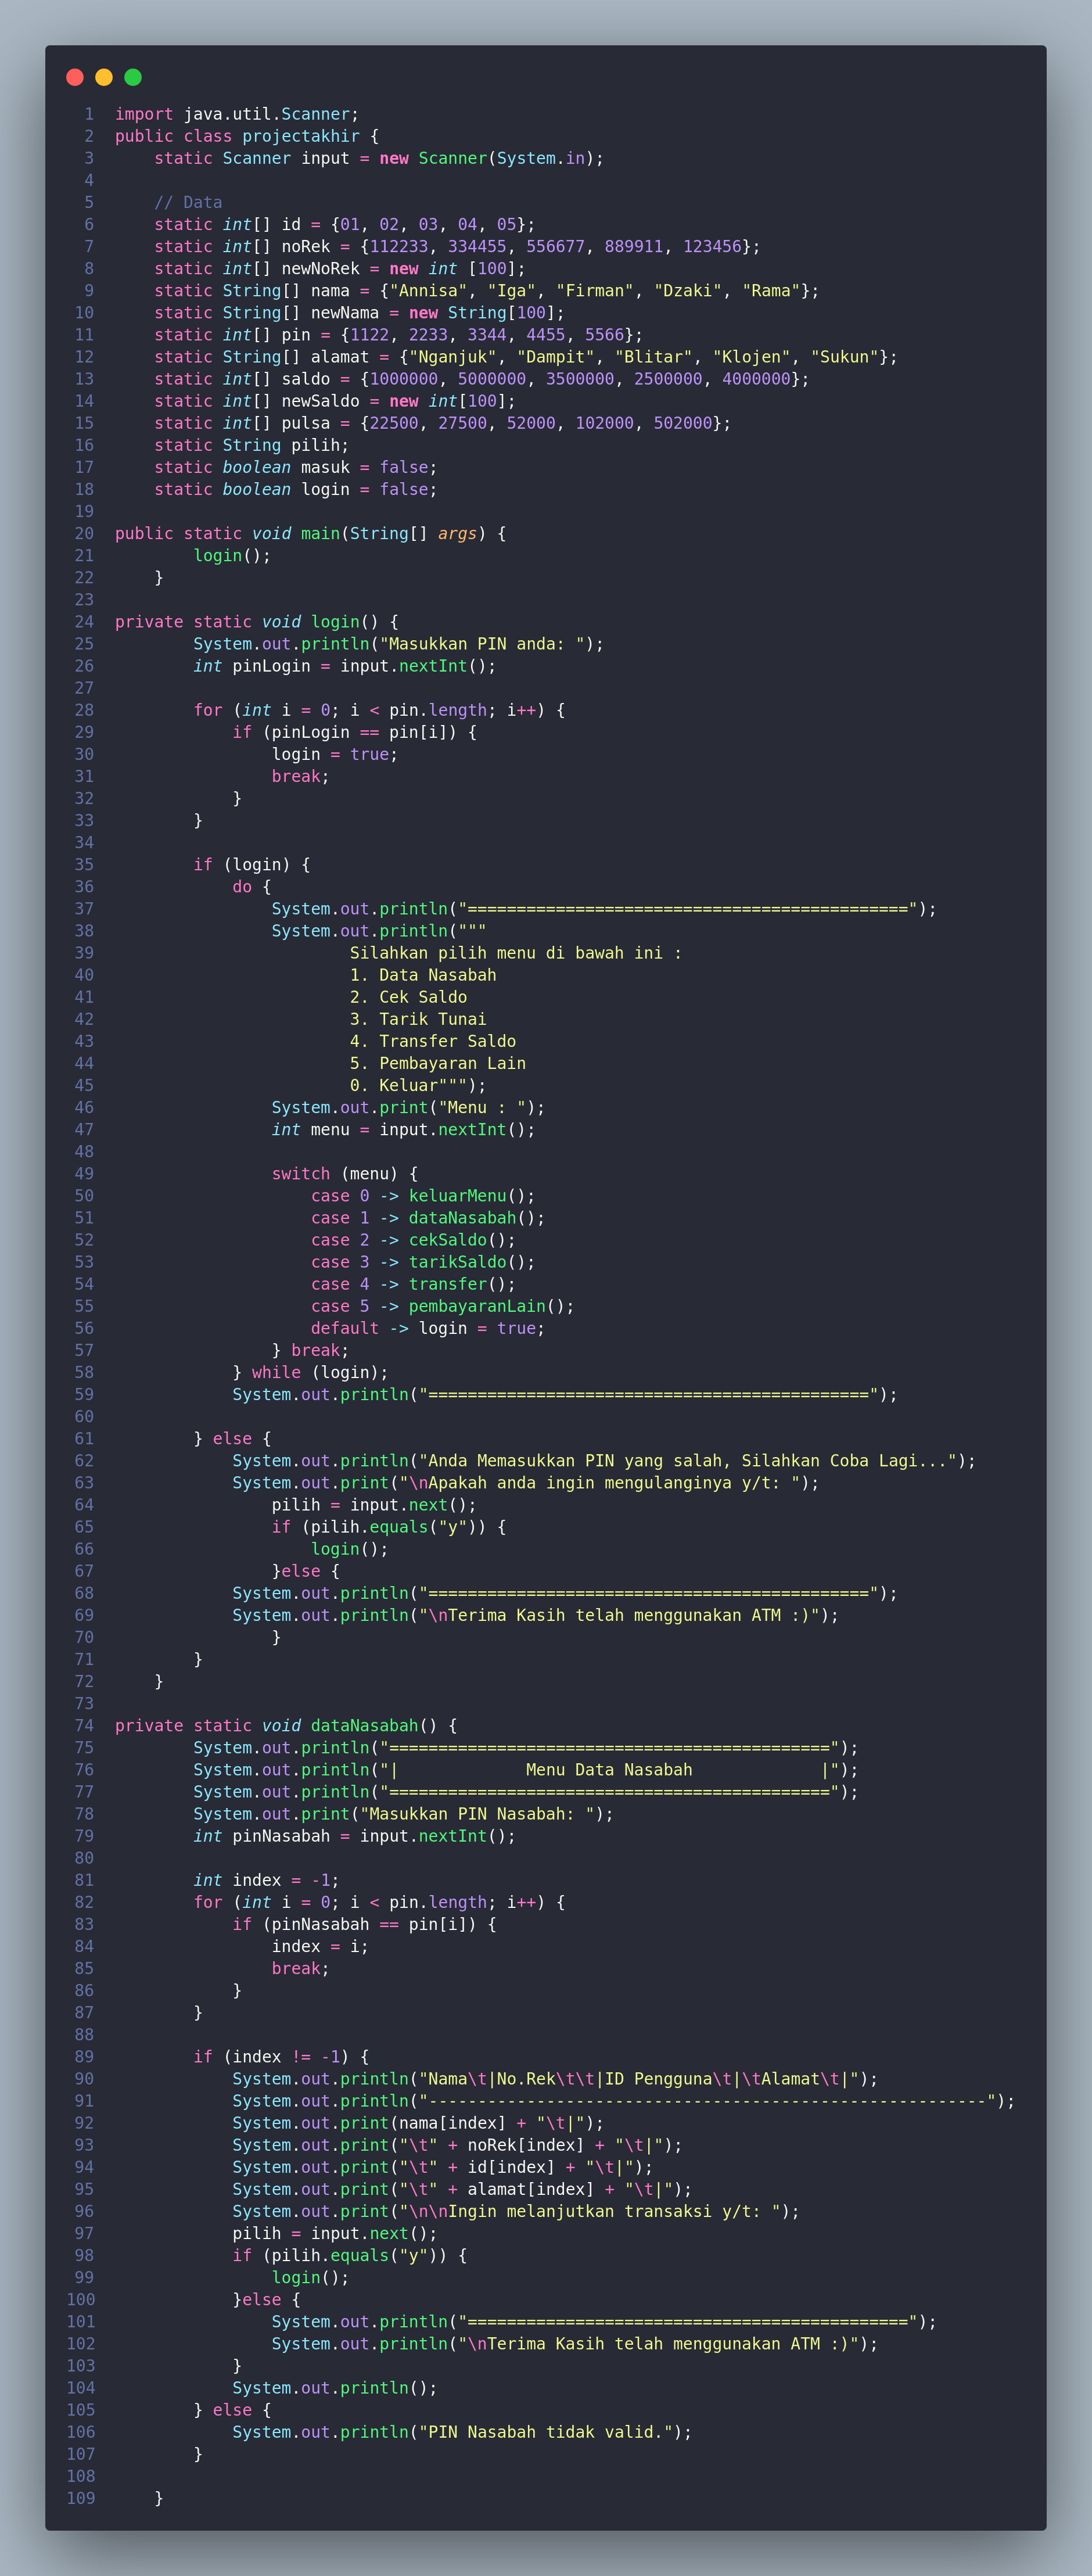 1 import java.util.Scanner;
2 public class projectakhir {
3     static Scanner input = new Scanner(System.in);
4
5     // Data
6     static int[] id = {01, 02, 03, 04, 05};
7     static int[] noRek = {112233, 334455, 556677, 889911, 123456};
8     static int[] newNoRek = new int [100];
9     static String[] nama = {"Annisa", "Iga", "Firman", "Dzaki", "Rama"};
10     static String[] newNama = new String[100];
11     static int[] pin = {1122, 2233, 3344, 4455, 5566};
12     static String[] alamat = {"Nganjuk", "Dampit", "Blitar", "Klojen", "Sukun"};
13     static int[] saldo = {1000000, 5000000, 3500000, 2500000, 4000000};
14     static int[] newSaldo = new int[100];
15     static int[] pulsa = {22500, 27500, 52000, 102000, 502000};
16     static String pilih;
17     static boolean masuk = false;
18     static boolean login = false;
19
20 public static void main(String[] args) {
21         login();
22     }
23
24 private static void login() {
25         System.out.println("Masukkan PIN anda: ");
26         int pinLogin = input.nextInt();
27
28         for (int i = 0; i < pin.length; i++) {
29             if (pinLogin == pin[i]) {
30                 login = true;
31                 break;
32             }
33         }
34
35         if (login) {
36             do {
37                 System.out.println("=============================================");
38                 System.out.println("""
39                         Silahkan pilih menu di bawah ini :
40                         1. Data Nasabah
41                         2. Cek Saldo
42                         3. Tarik Tunai
43                         4. Transfer Saldo
44                         5. Pembayaran Lain
45                         0. Keluar""");
46                 System.out.print("Menu : ");
47                 int menu = input.nextInt();
48
49                 switch (menu) {
50                     case 0 -> keluarMenu();
51                     case 1 -> dataNasabah();
52                     case 2 -> cekSaldo();
53                     case 3 -> tarikSaldo();
54                     case 4 -> transfer();
55                     case 5 -> pembayaranLain();
56                     default -> login = true;
57                 } break;
58             } while (login);
59             System.out.println("=============================================");
60
61         } else {
62             System.out.println("Anda Memasukkan PIN yang salah, Silahkan Coba Lagi...");
63             System.out.print("\nApakah anda ingin mengulanginya y/t: ");
64                 pilih = input.next();
65                 if (pilih.equals("y")) {
66                     login();
67                 }else {
68             System.out.println("=============================================");
69             System.out.println("\nTerima Kasih telah menggunakan ATM :)");
70                 }
71         }
72     }
73
74 private static void dataNasabah() {
75         System.out.println("=============================================");
76         System.out.println("|             Menu Data Nasabah             |");
77         System.out.println("=============================================");
78         System.out.print("Masukkan PIN Nasabah: ");
79         int pinNasabah = input.nextInt();
80
81         int index = -1;
82         for (int i = 0; i < pin.length; i++) {
83             if (pinNasabah == pin[i]) {
84                 index = i;
85                 break;
86             }
87         }
88
89         if (index != -1) {
90             System.out.println("Nama\t|No.Rek\t\t|ID Pengguna\t|\tAlamat\t|");
91             System.out.println("---------------------------------------------------------");
92             System.out.print(nama[index] + "\t|");
93             System.out.print("\t" + noRek[index] + "\t|");
94             System.out.print("\t" + id[index] + "\t|");
95             System.out.print("\t" + alamat[index] + "\t|");
96             System.out.print("\n\nIngin melanjutkan transaksi y/t: ");
97             pilih = input.next();
98             if (pilih.equals("y")) {
99                 login();
100             }else {
101                 System.out.println("=============================================");
102                 System.out.println("\nTerima Kasih telah menggunakan ATM :)");
103             }
104             System.out.println();
105         } else {
106             System.out.println("PIN Nasabah tidak valid.");
107         }
108
109     }